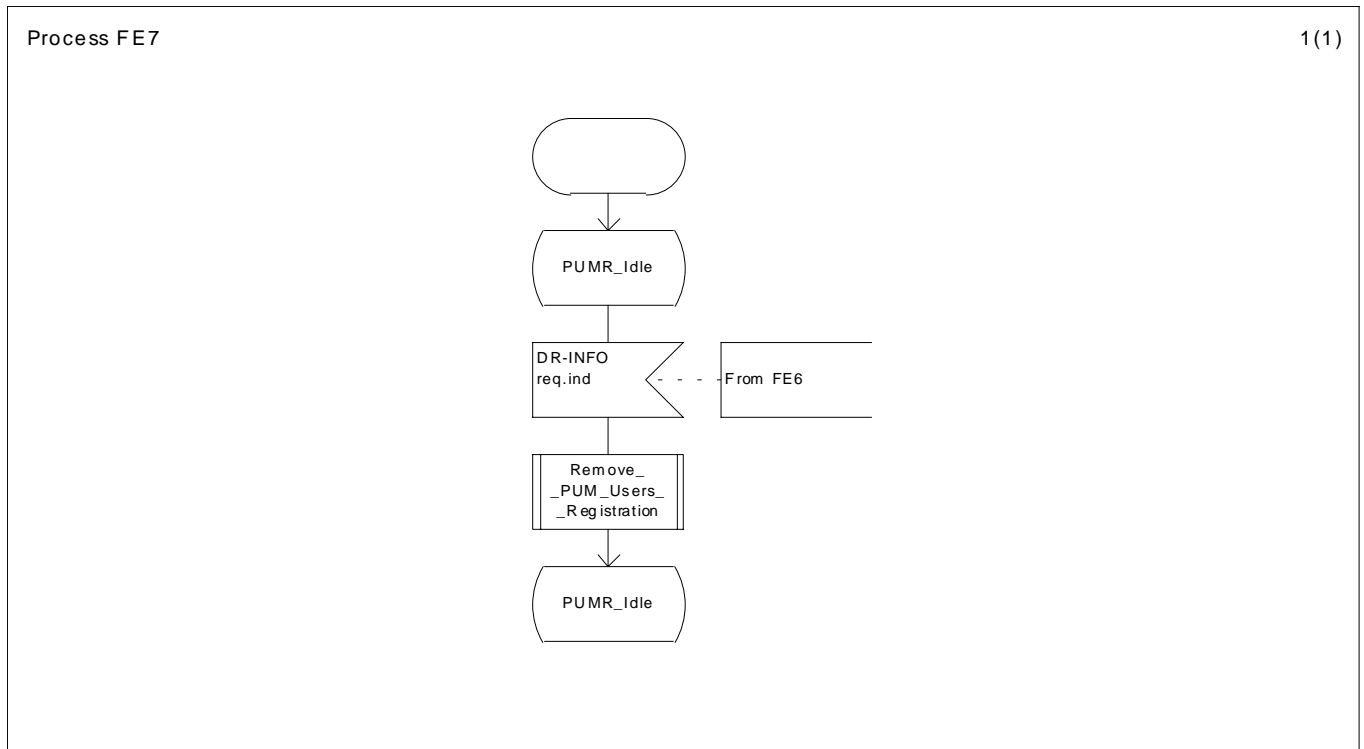 Process FE7
1(1)
PUMR_Idle
DR-INFO
req.ind
From FE6
Remove_
_PUM_Users_
_Registration
PUMR_Idle